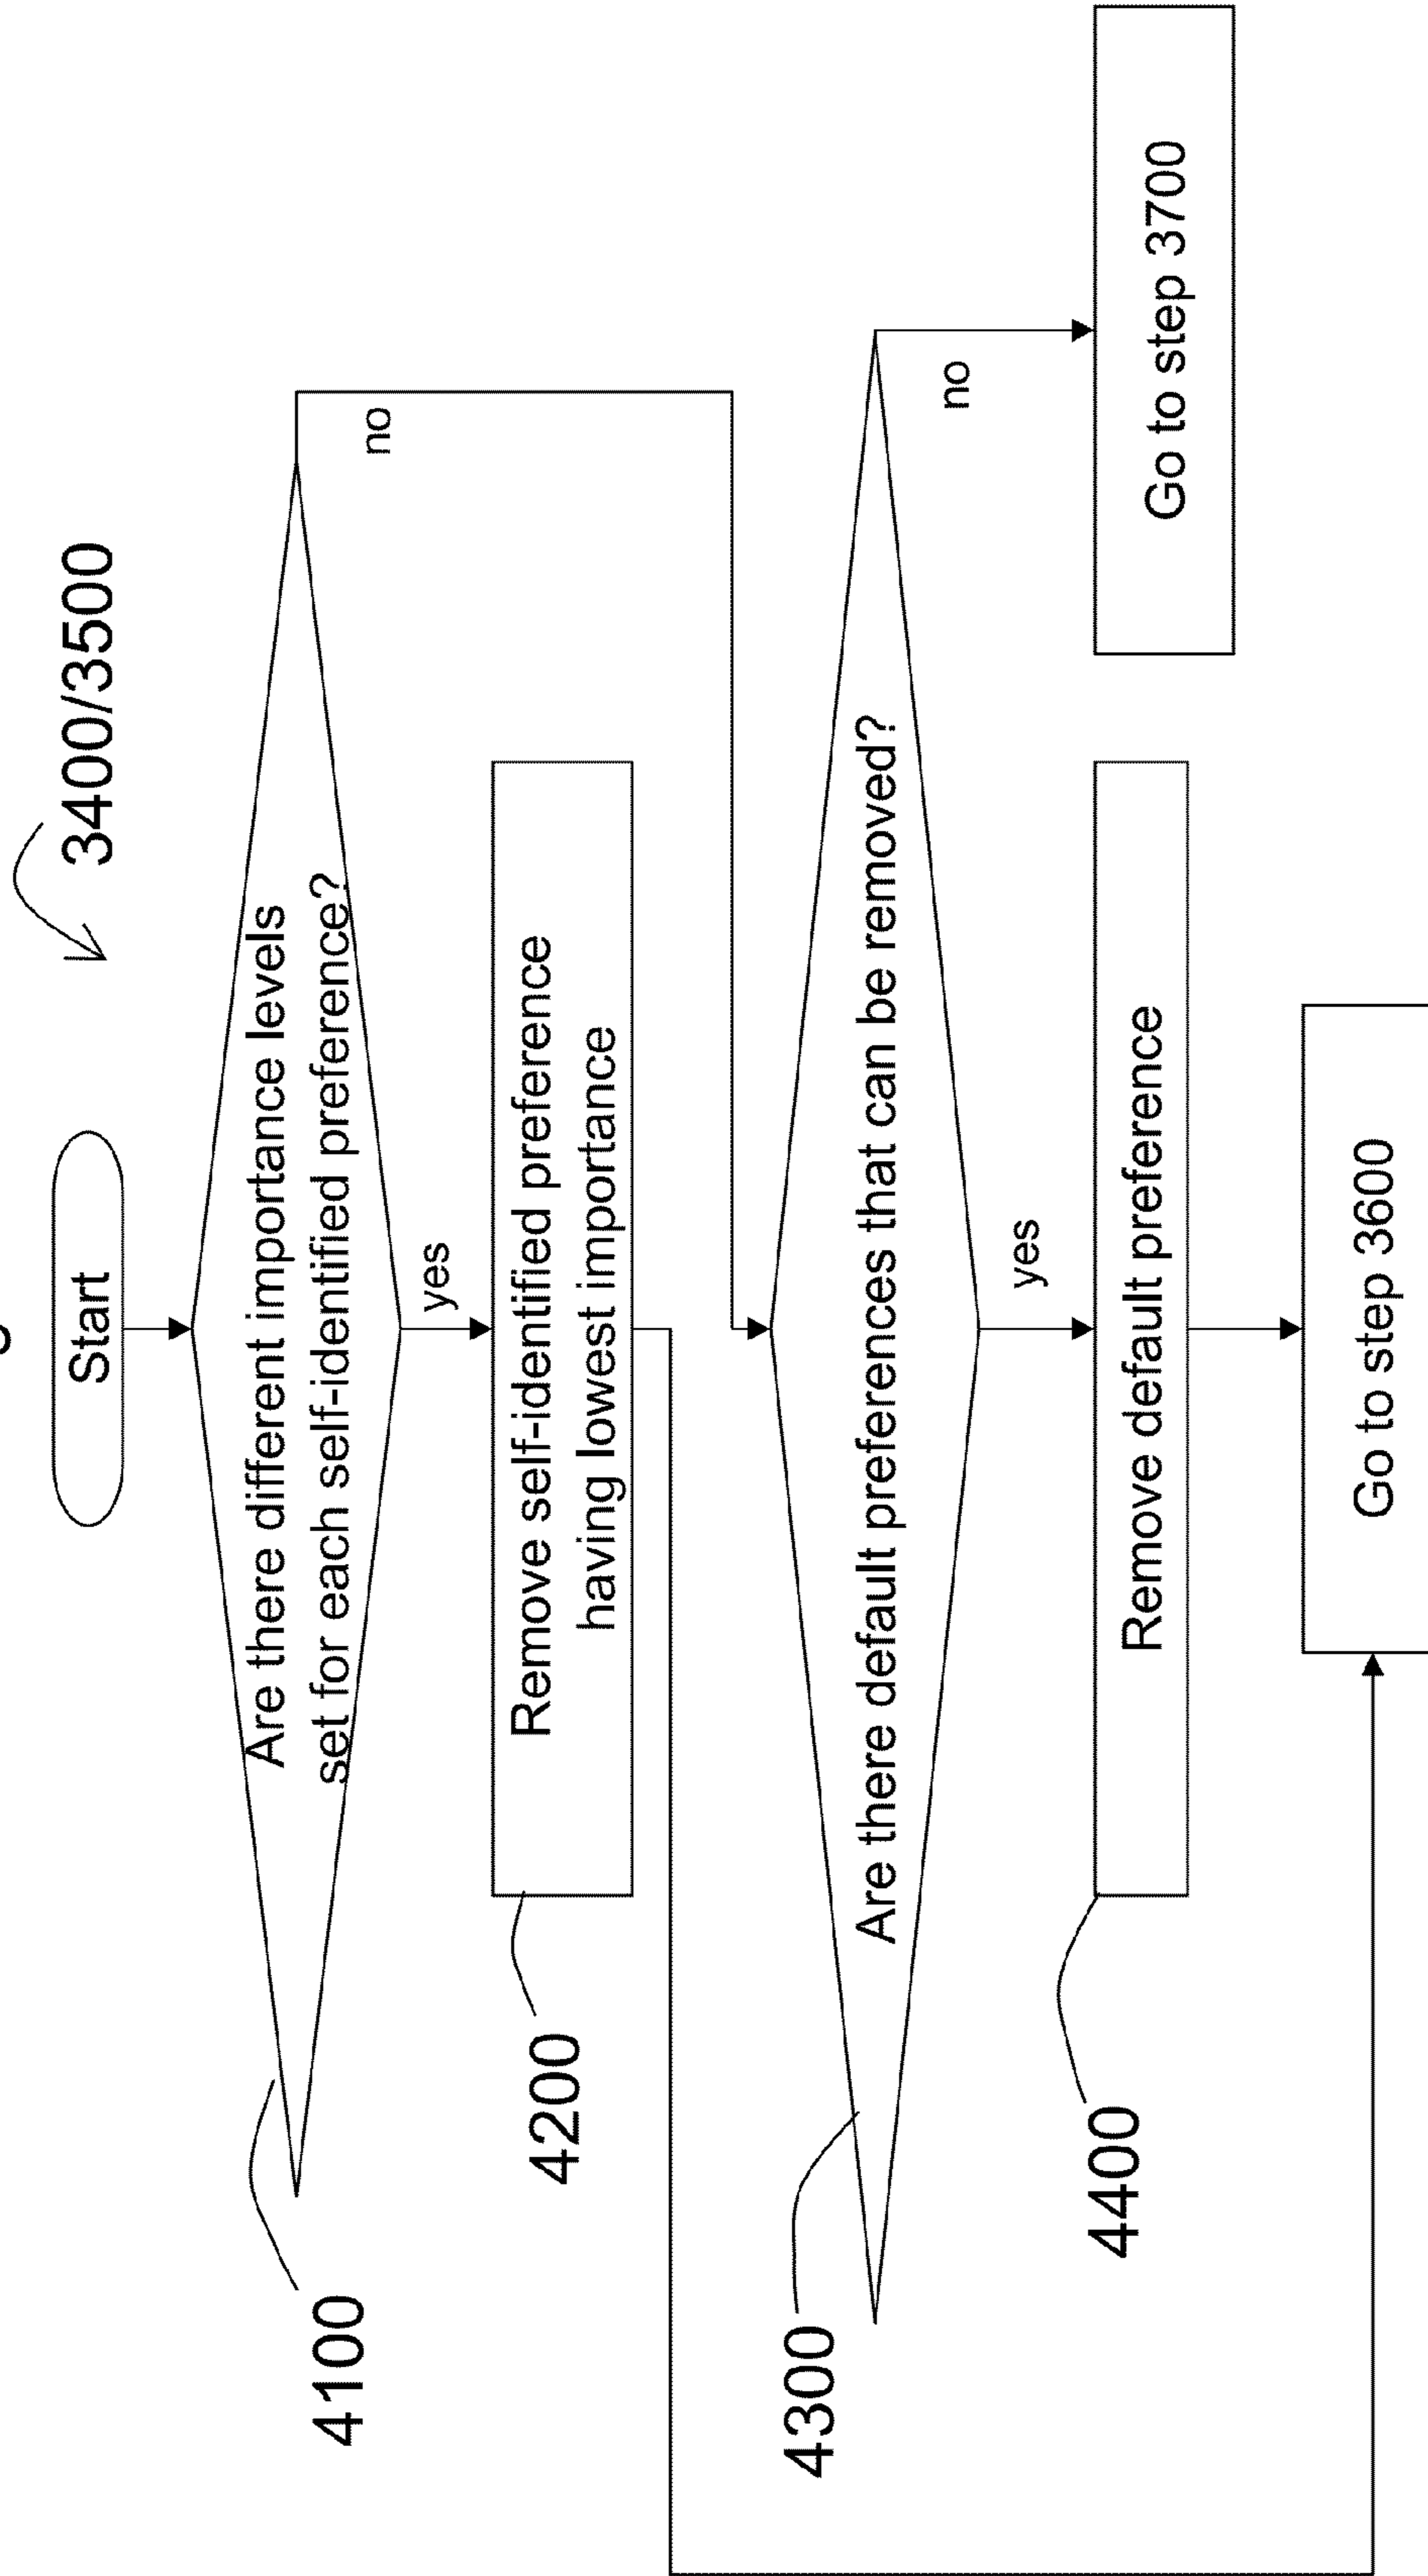 3400/3500
Start
4100
Are there different importance levels
set for each self-identified preference?
no
yes
4200
Remove self-identified preference
having lowest importance
4300
Are there default preferences that can be removed?
no
yes
4400
Remove default preference
Go to step 3700
Go to step 3600